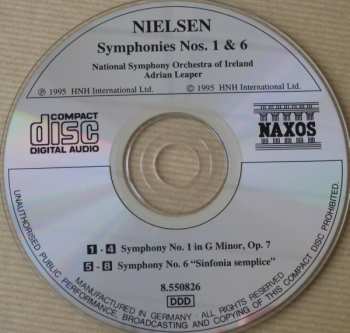 NIELSEN
Symphonies Nos. 1 & 6
National Symphony Orchestra of Ireland
Adrian Leaper
℗ 1995 HNH International Ltd.
© 1995 HNH International Ltd.
COMPACT
disc
DIGITAL AUDIO
NAXOS
1 - 4 Symphony No. 1 in G Minor, Op. 7
5 - 8 Symphony No. 6 "Sinfonia semplice"
8.550826
DDD
UNAUTHORISED PUBLIC PERFORMANCE, BROADCASTING AND COPYING OF THIS COMPACT DISC PROHIBITED.
MANUFACTURED IN GERMANY - ALL RIGHTS RESERVED